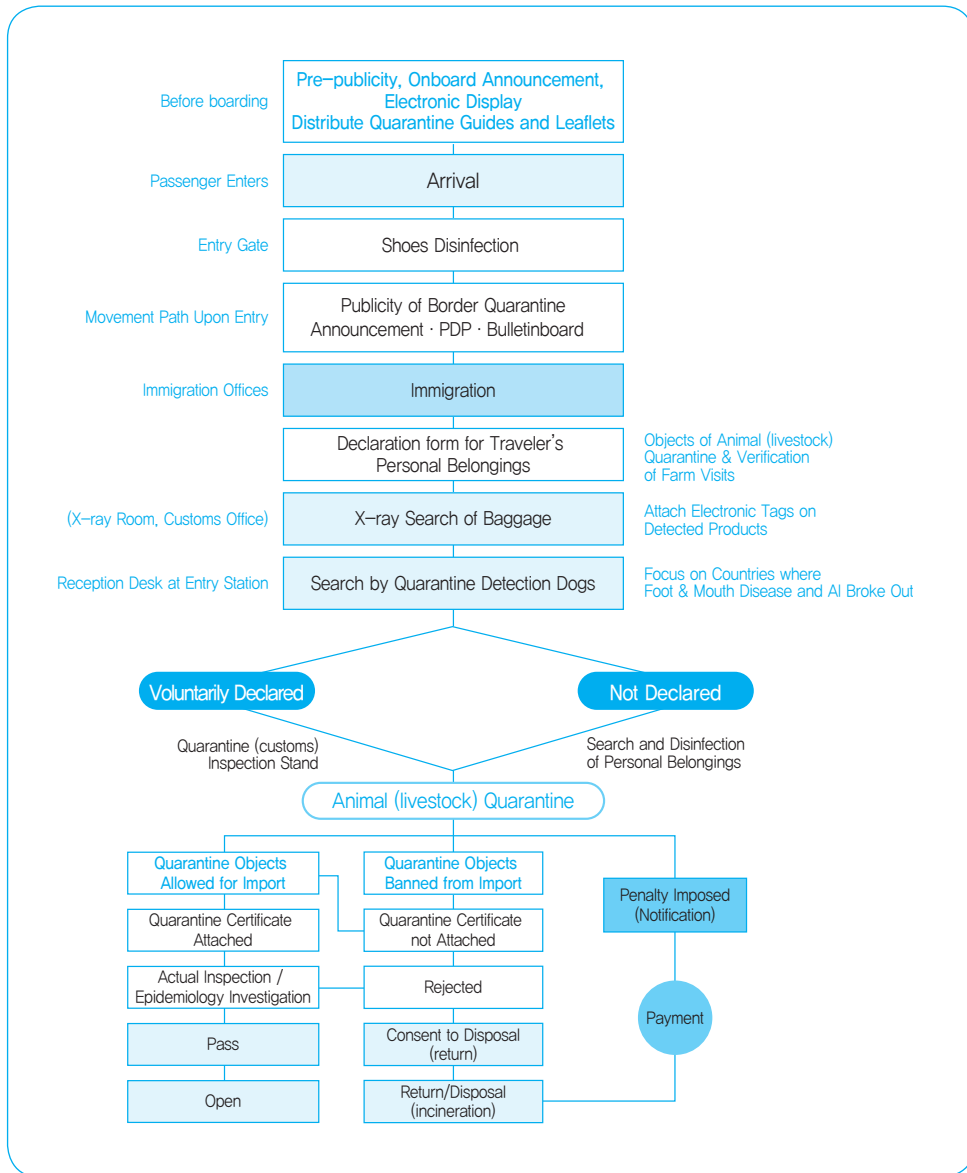 Before boarding
Pre-publicity, Onboard Announcement,
Electronic Display
Distribute Quarantine Guides and Leaflets
Passenger Enters
Arrival
Entry Gate
Shoes Disinfection
Movement Path Upon Entry
Publicity of Border Quarantine
Announcement · PDP · Bulletinboard
Immigration Offices
Immigration
Declaration form for Traveler's
Personal Belongings
Objects of Animal (livestock)
Quarantine & Verification
of Farm Visits
(X-ray Room, Customs Office)
X-ray Search of Baggage
Attach Electronic Tags on
Detected Products
Reception Desk at Entry Station
Search by Quarantine Detection Dogs
Focus on Countries where
Foot & Mouth Disease and AI Broke Out
Voluntarily Declared
Not Declared
Quarantine (customs)
Inspection Stand
Search and Disinfection
of Personal Belongings
Animal (livestock) Quarantine
Quarantine Objects
Allowed for Import
Quarantine Objects
Banned from Import
Penalty Imposed
(Notification)
Quarantine Certificate
Attached
Quarantine Certificate
not Attached
Actual Inspection /
Epidemiology Investigation
Rejected
Payment
Pass
Consent to Disposal
(return)
Open
Return/Disposal
(incineration)